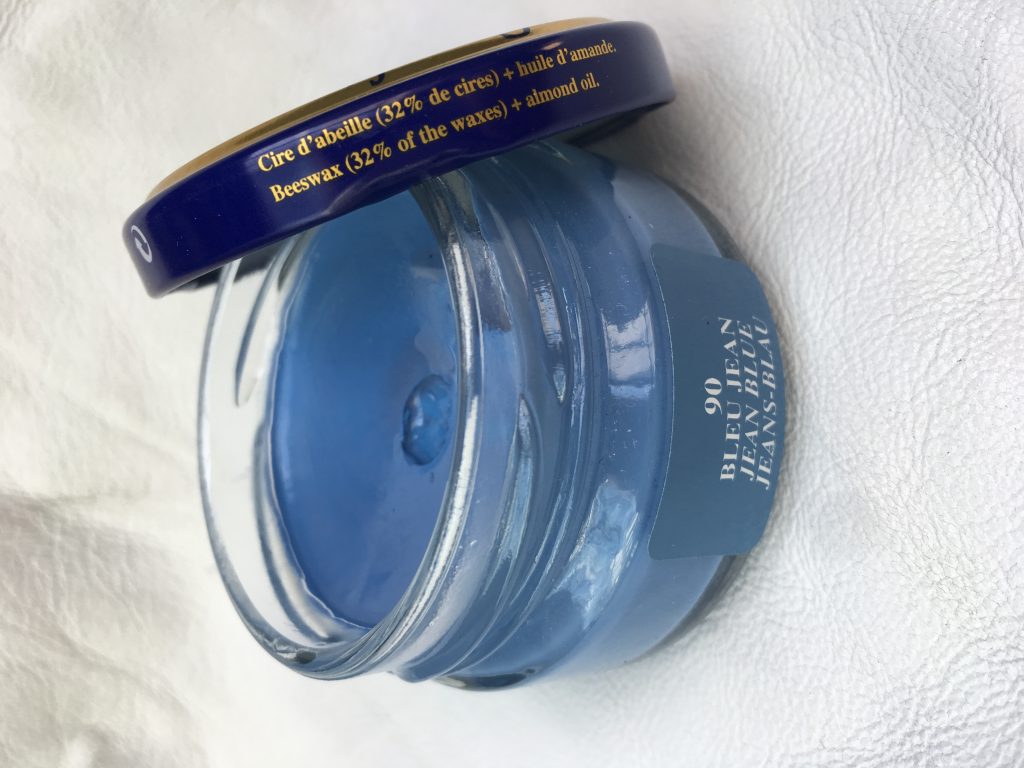 Cire d'abeille (32% de cires) + huile d'amande.
Beeswax (32% of the waxes) + almond oil.
90
BLEU JEAN
JEAN BLUE
JEANS-BLAU